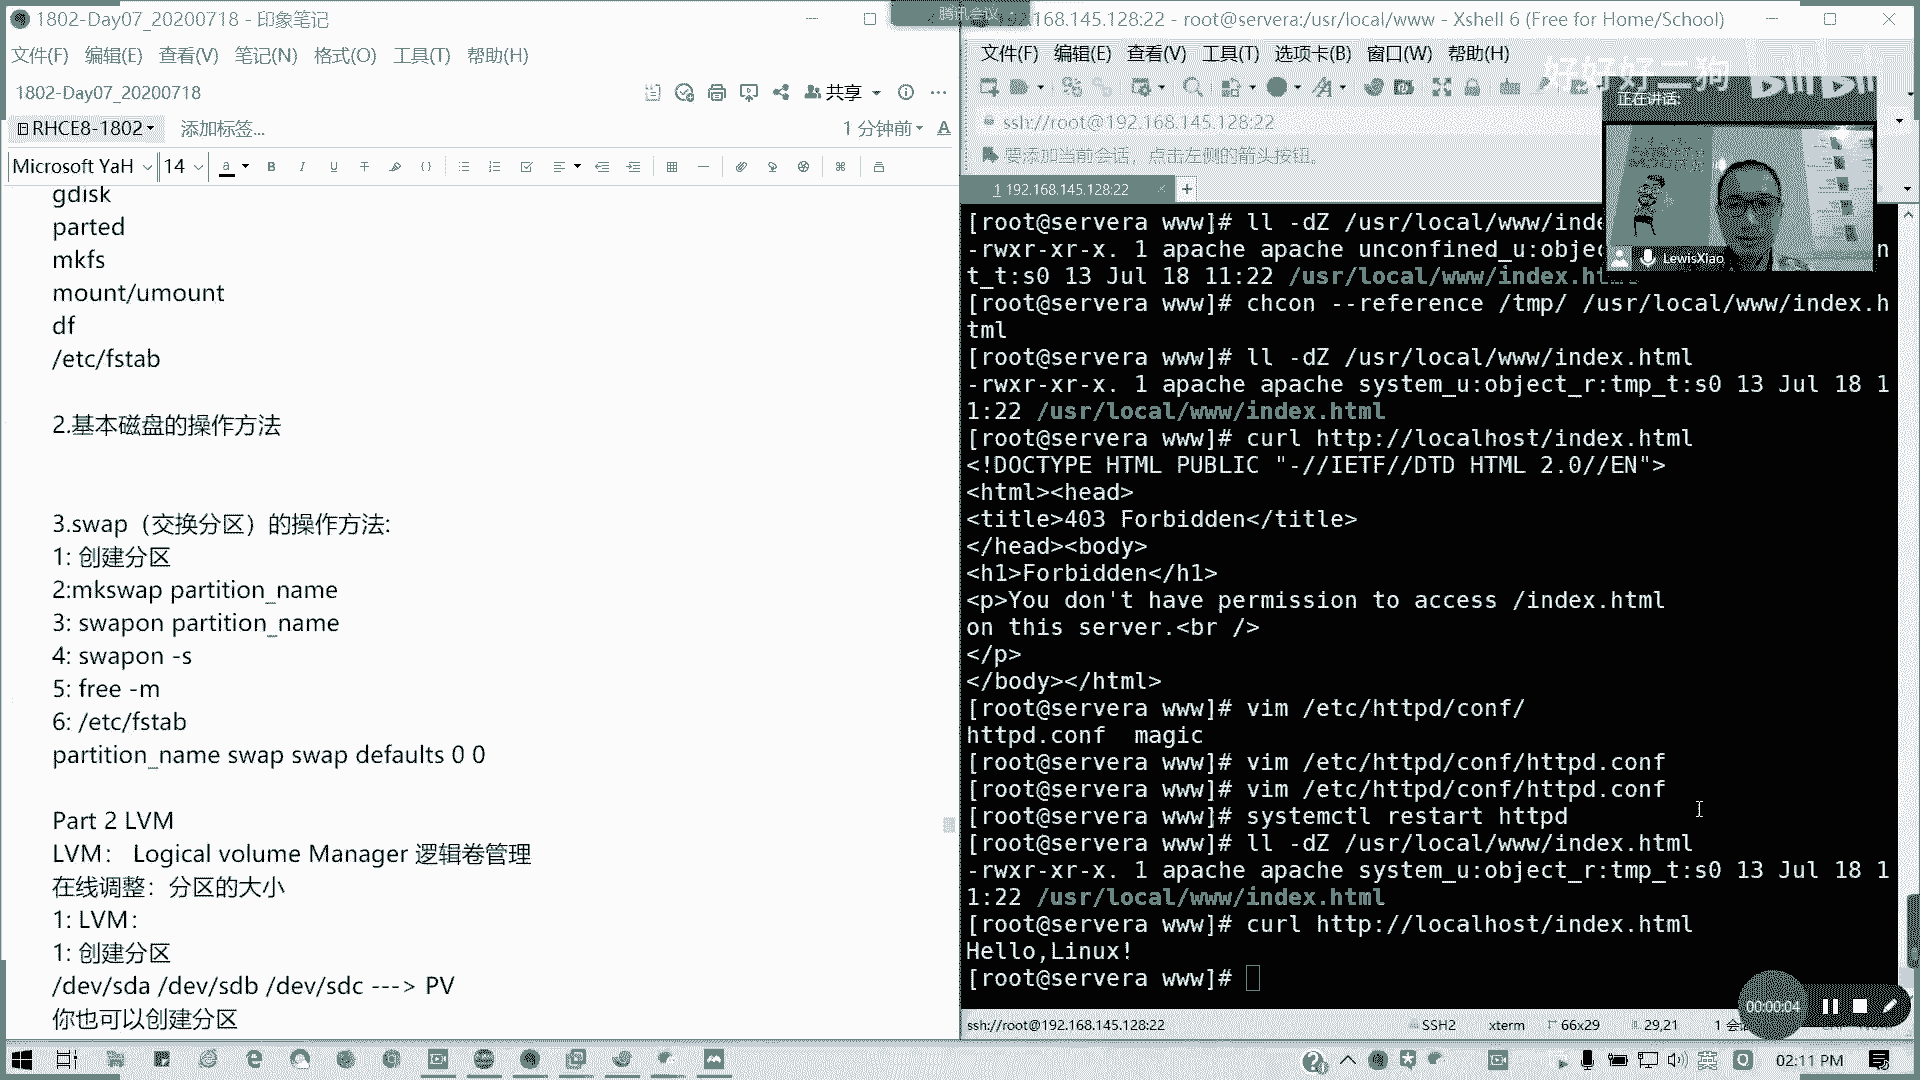 1802-Day07_20200718 - 印象笔记
文件(F) 编辑(E) 查看(V) 笔记(N) 格式(O) 工具(T) 帮助(H)
1802-Day07_20200718
共享
RHCE8-1802
添加标签...
1 分钟前
Microsoft YaH 14
gdisk
parted
mkfs
mount/umount
df
/etc/fstab
2.基本磁盘的操作方法
3.swap（交换分区）的操作方法:
1: 创建分区
2:mkswap partition_name
3: swapon partition_name
4: swapon -s
5: free -m
6: /etc/fstab
partition_name swap swap defaults 0 0
Part 2 LVM
LVM： Logical volume Manager 逻辑卷管理
在线调整：分区的大小
1: LVM：
1: 创建分区
/dev/sda /dev/sdb /dev/sdc ---> PV
你也可以创建分区
腾讯会议
192.168.145.128:22 - root@servera:/usr/local/www - Xshell 6 (Free for Home/School)
文件(F) 编辑(E) 查看(V) 工具(T) 选项卡(B) 窗口(W) 帮助(H)
好好好二狗
正在讲话:
LewisXiao
ssh://root@192.168.145.128:22
要添加当前会话，点击左侧的箭头按钮。
1 192.168.145.128:22
[root@servera www]# ll -dZ /usr/local/www/inde
-rwxr-xr-x. 1 apache apache unconfined_u:objec n
t_t:s0 13 Jul 18 11:22 /usr/local/www/index.html
[root@servera www]# chcon --reference /tmp/ /usr/local/www/index.h
tml
[root@servera www]# ll -dZ /usr/local/www/index.html
-rwxr-xr-x. 1 apache apache system_u:object_r:tmp_t:s0 13 Jul 18 1
1:22 /usr/local/www/index.html
[root@servera www]# curl http://localhost/index.html
<!DOCTYPE HTML PUBLIC "-//IETF//DTD HTML 2.0//EN">
<html><head>
<title>403 Forbidden</title>
</head><body>
<h1>Forbidden</h1>
<p>You don't have permission to access /index.html
on this server.<br />
</p>
</body></html>
[root@servera www]# vim /etc/httpd/conf/
httpd.conf  magic
[root@servera www]# vim /etc/httpd/conf/httpd.conf
[root@servera www]# vim /etc/httpd/conf/httpd.conf
[root@servera www]# systemctl restart httpd
[root@servera www]# ll -dZ /usr/local/www/index.html
-rwxr-xr-x. 1 apache apache system_u:object_r:tmp_t:s0 13 Jul 18 1
1:22 /usr/local/www/index.html
[root@servera www]# curl http://localhost/index.html
Hello,Linux!
[root@servera www]#
00:00:04
ssh://root@192.168.145.128:22 SSH2 xterm 66x29 29,21
英
02:11 PM